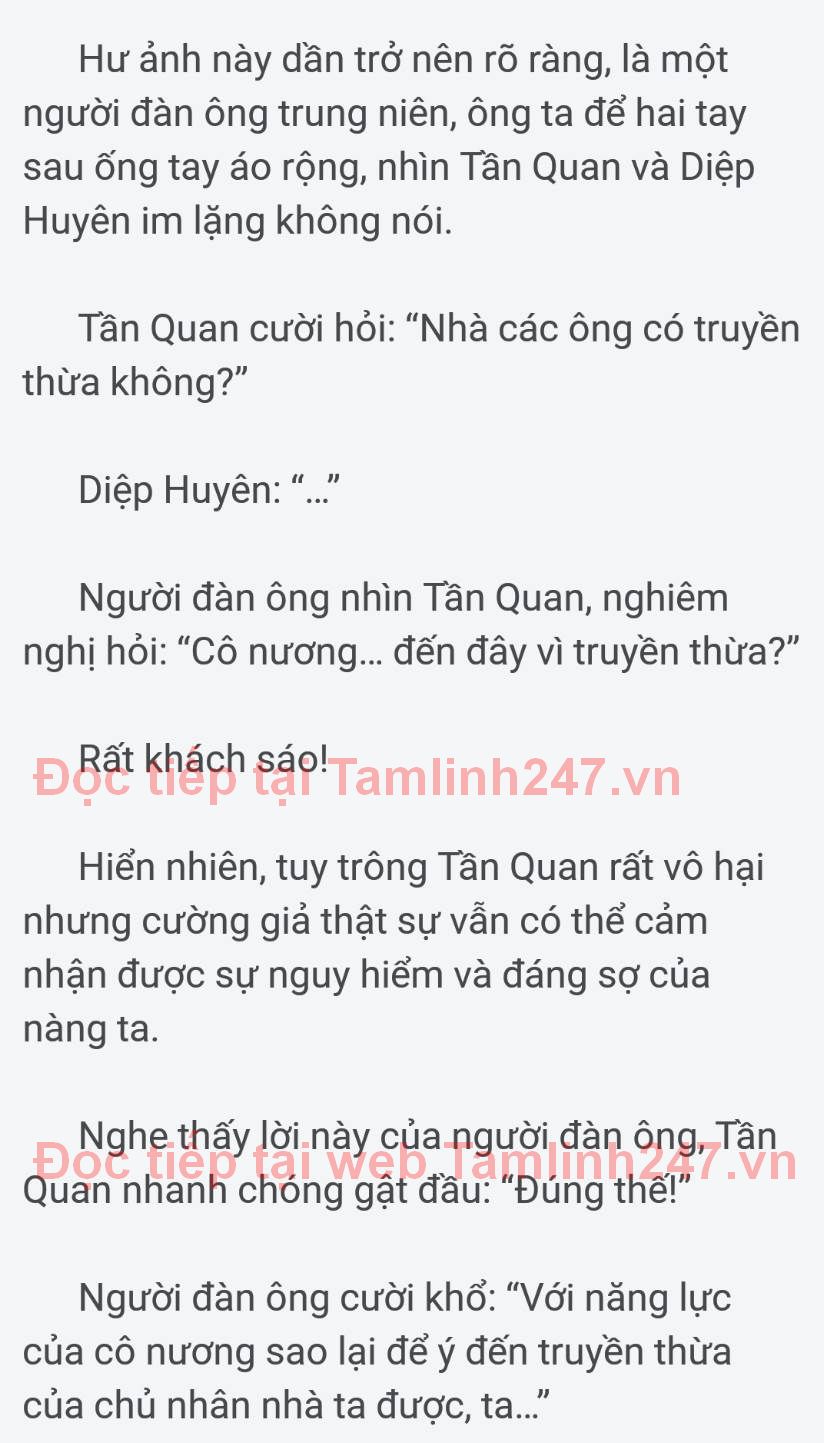 Hư ảnh này dần trở nên rõ ràng, là một
người đàn ông trung niên, ông ta để hai tay
sau ống tay áo rộng, nhìn Tần Quan và Diệp
Huyên im lặng không nói.
Tần Quan cười hỏi: “Nhà các ông có truyền
thừa không?”
Diệp Huyên: “...”
Người đàn ông nhìn Tần Quan, nghiêm
nghị hỏi: “Cô nương... đến đây vì truyền thừa?”
Rất khách sáo!
Đọc tiếp tại Tamlinh247.vn
Hiển nhiên, tuy trông Tần Quan rất vô hại
nhưng cường giả thật sự vẫn có thể cảm
nhận được sự nguy hiểm và đáng sợ của
nàng ta.
Nghe thấy lời này của người đàn ông, Tần
Đọc tiếp tại web Tamlinh247.vn
Quan nhanh chóng gật đầu: “Đúng thế!”
Người đàn ông cười khổ: “Với năng lực
của cô nương sao lại để ý đến truyền thừa
của chủ nhân nhà ta được, ta...”